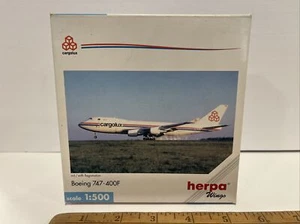 cargolux
cargolux
Boeing 747-400F
scale 1:500
herpa
Wings